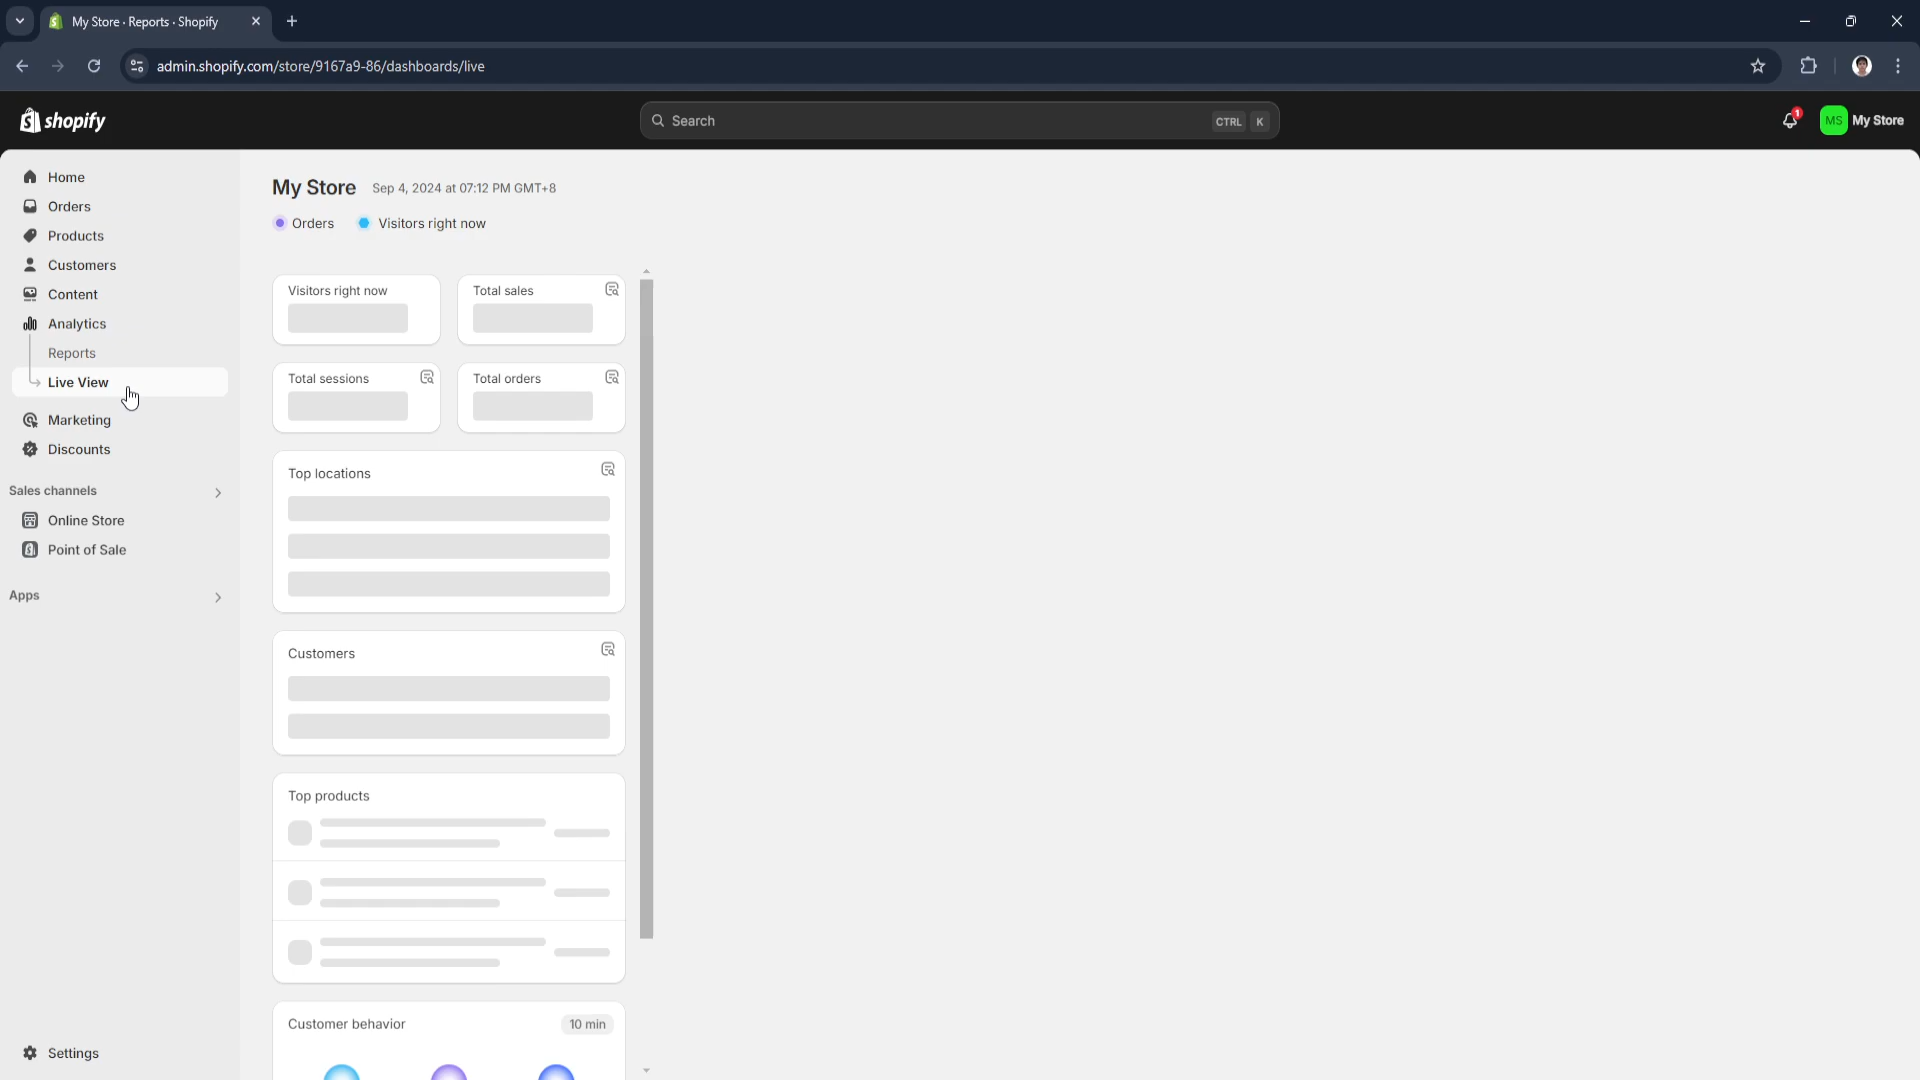 My Store · Reports · Shopify
admin.shopify.com/store/9167a9-86/dashboards/live
shopify
Search
CTRL K
1
MS My Store
Home
Orders
Products
Customers
Content
Analytics
Reports
Live View
Marketing
Discounts
Sales channels
Online Store
Point of Sale
Apps
Settings
My Store Sep 4, 2024 at 07:12 PM GMT+8
Orders Visitors right now
Visitors right now
Total sales
Total sessions
Total orders
Top locations
Customers
Top products
Customer behavior 10 min